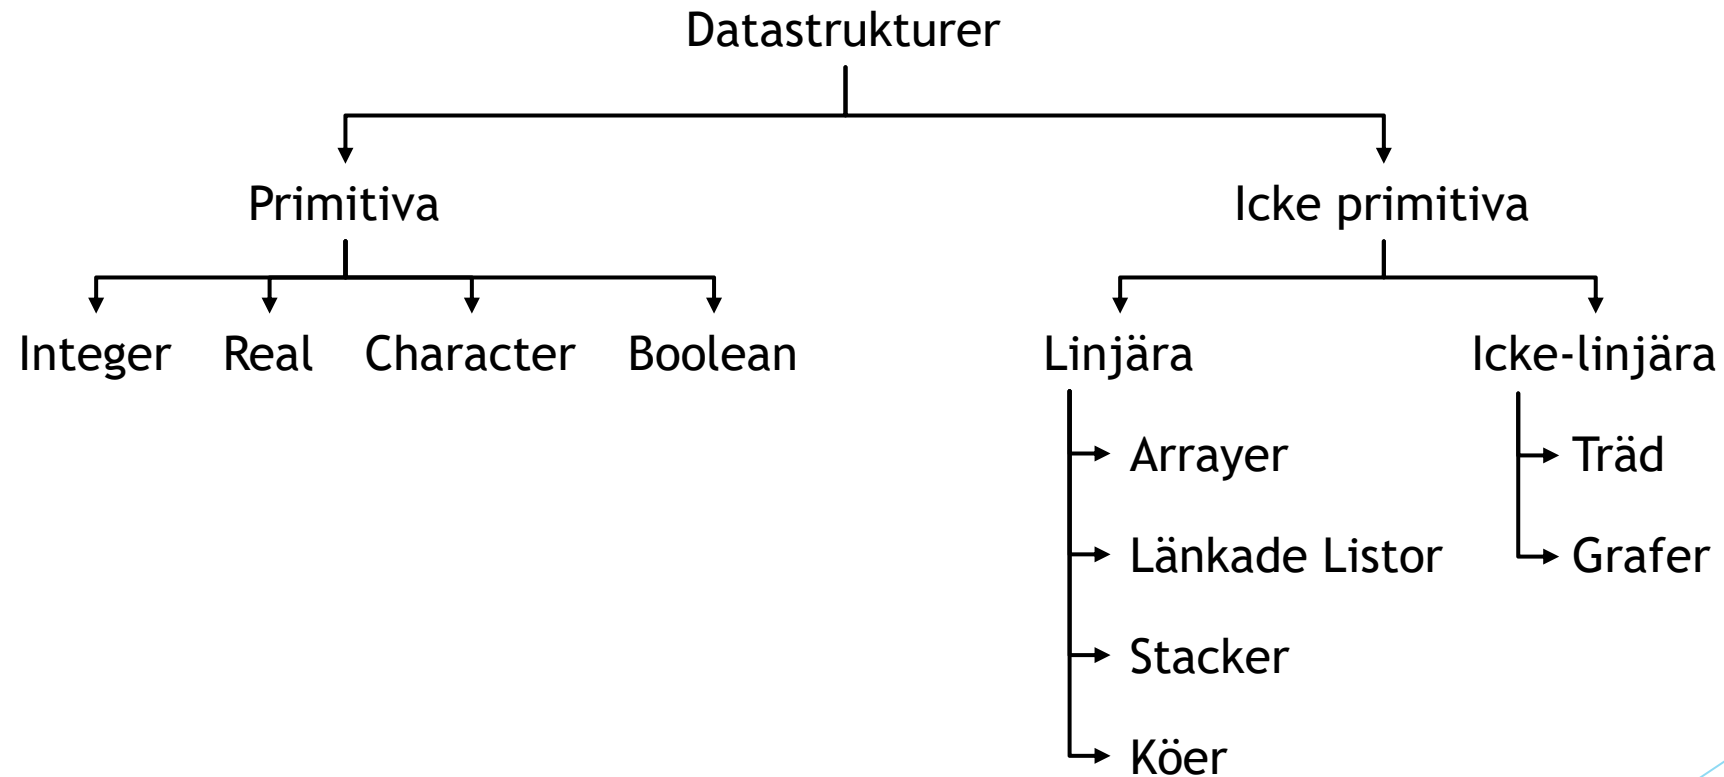 Datastrukturer
Primitiva
Icke primitiva
Integer
Real
Character
Boolean
Linjära
Icke-linjära
Arrayer
Länkade Listor
Stacker
Köer
Träd
Grafer